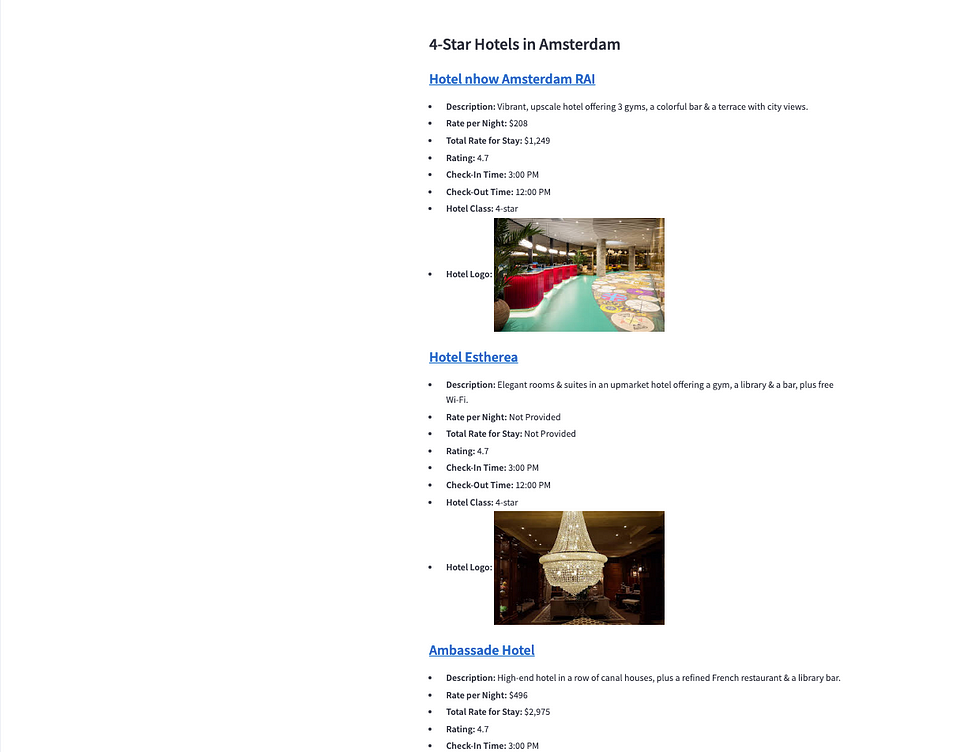 4-Star Hotels in Amsterdam
Hotel nhow Amsterdam RAI
Description: Vibrant, upscale hotel offering 3 gyms, a colorful bar & a terrace with city views.
Rate per Night: $208
Total Rate for Stay: $1,249
Rating: 4.7
Check-In Time: 3:00 PM
Check-Out Time: 12:00 PM
Hotel Class: 4-star
Hotel Logo:
Hotel Estherea
Description: Elegant rooms & suites in an upmarket hotel offering a gym, a library & a bar, plus free
Wi-Fi.
Rate per Night: Not Provided
Total Rate for Stay: Not Provided
Rating: 4.7
Check-In Time: 3:00 PM
Check-Out Time: 12:00 PM
Hotel Class: 4-star
Hotel Logo:
Ambassade Hotel
Description: High-end hotel in a row of canal houses, plus a refined French restaurant & a library bar.
Rate per Night: $496
Total Rate for Stay: $2,975
Rating: 4.7
Check-In Time: 3:00 PM